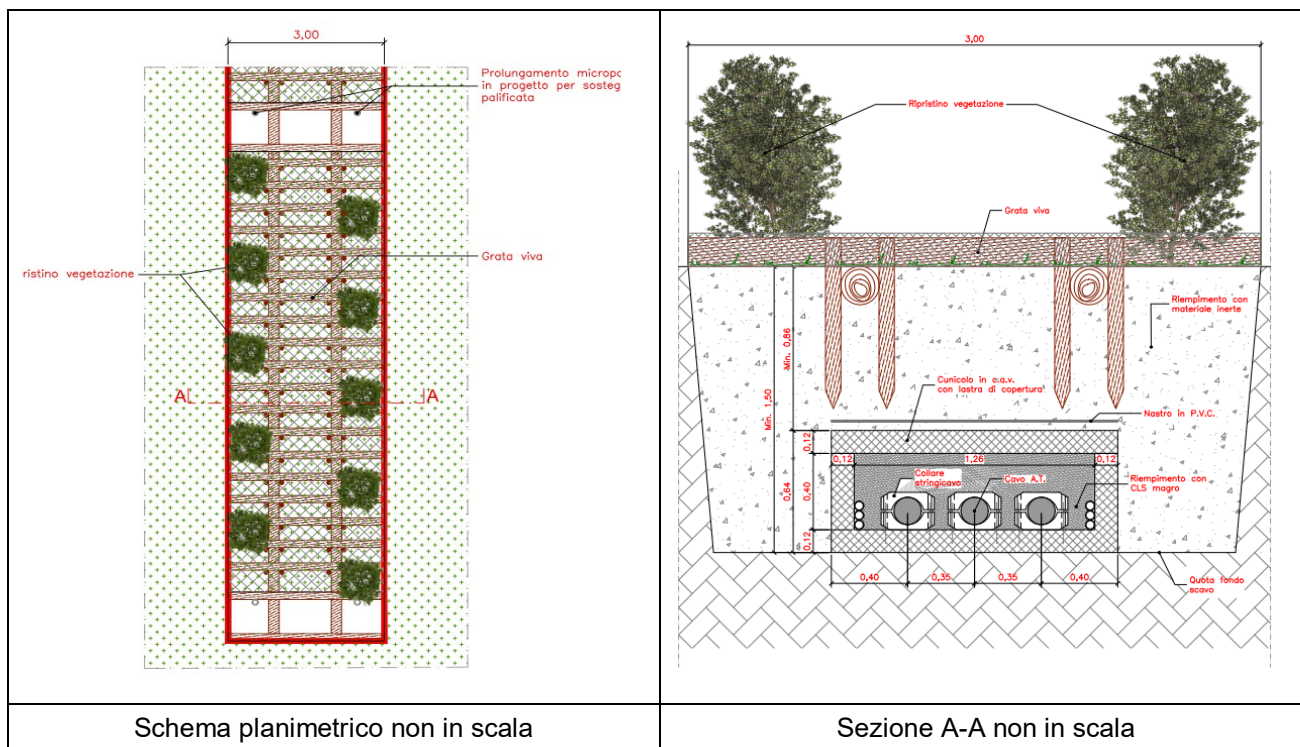 3,00
Prolungamento micropo
in progetto per sosteg
palificata
ristino vegetazione
Grata viva
A
A
Schema planimetrico non in scala
3,00
Ripristino vegetazione
Grata viva
Riempimento con
materiale inerte
Min. 0,86
Min. 1,50
Cunicolo in c.a.v.
con lastra di copertura
Nastro in P.V.C.
0,12
0,12
1,26
0,12
Collare
stringicavo
Cavo A.T.
Riempimento con
CLS magro
0,64
0,40
0,12
0,40
0,35
0,35
0,40
Quota fondo
scavo
Sezione A-A non in scala